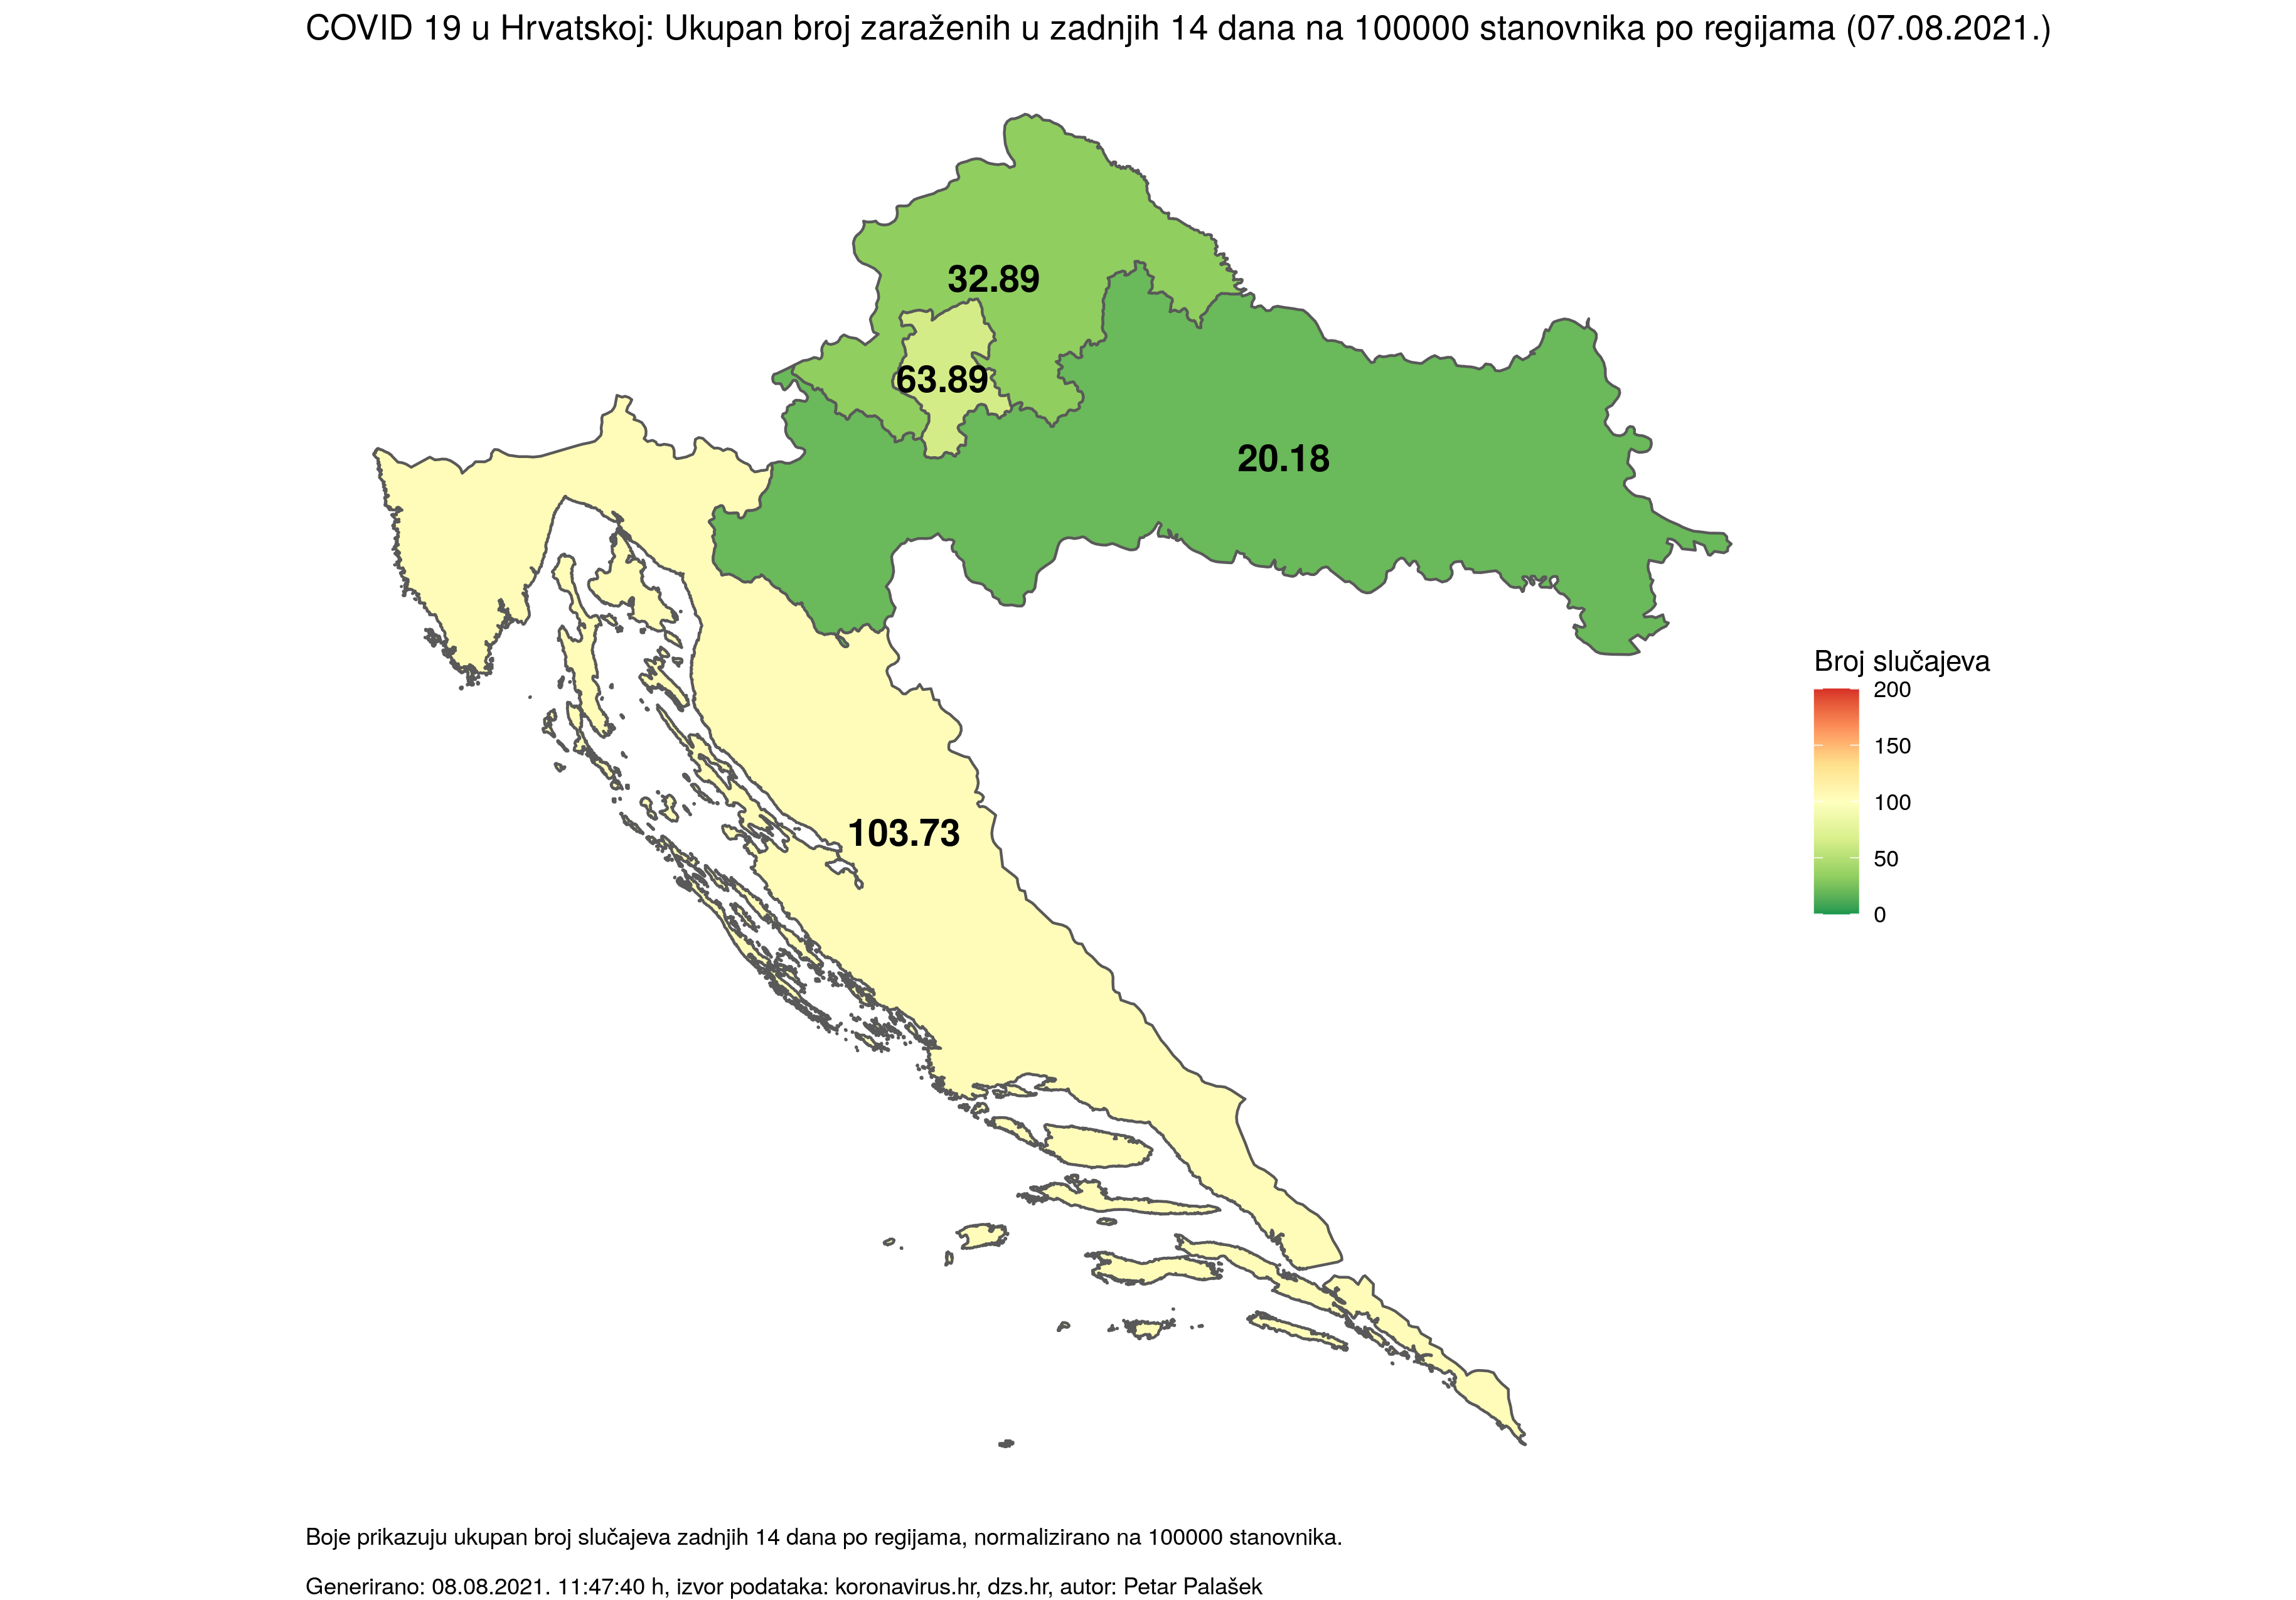 COVID 19 u Hrvatskoj: Ukupan broj zaraženih u zadnjih 14 dana na 100000 stanovnika po regijama (07.08.2021.)
32.89
63.89
20.18
103.73
Broj slučajeva
200
150
100
50
0
Boje prikazuju ukupan broj slučajeva zadnjih 14 dana po regijama, normalizirano na 100000 stanovnika.
Generirano: 08.08.2021. 11:47:40 h, izvor podataka: koronavirus.hr, dzs.hr, autor: Petar Palašek